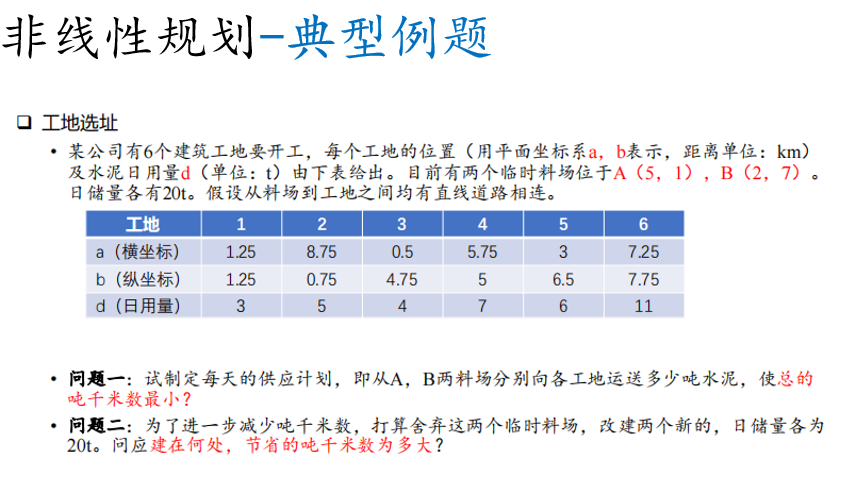 非线性规划-典型例题
❑ 工地选址
• 某公司有6个建筑工地要开工，每个工地的位置（用平面坐标系a，b表示，距离单位：km）
及水泥日用量d（单位：t）由下表给出。目前有两个临时料场位于A（5，1），B（2，7）。
日储量各有20t。假设从料场到工地之间均有直线道路相连。
工地 1 2 3 4 5 6
a（横坐标） 1.25 8.75 0.5 5.75 3 7.25
b（纵坐标） 1.25 0.75 4.75 5 6.5 7.75
d（日用量） 3 5 4 7 6 11
• 问题一：试制定每天的供应计划，即从A，B两料场分别向各工地运送多少吨水泥，使总的
吨千米数最小？
• 问题二：为了进一步减少吨千米数，打算舍弃这两个临时料场，改建两个新的，日储量各为
20t。问应建在何处，节省的吨千米数为多大？